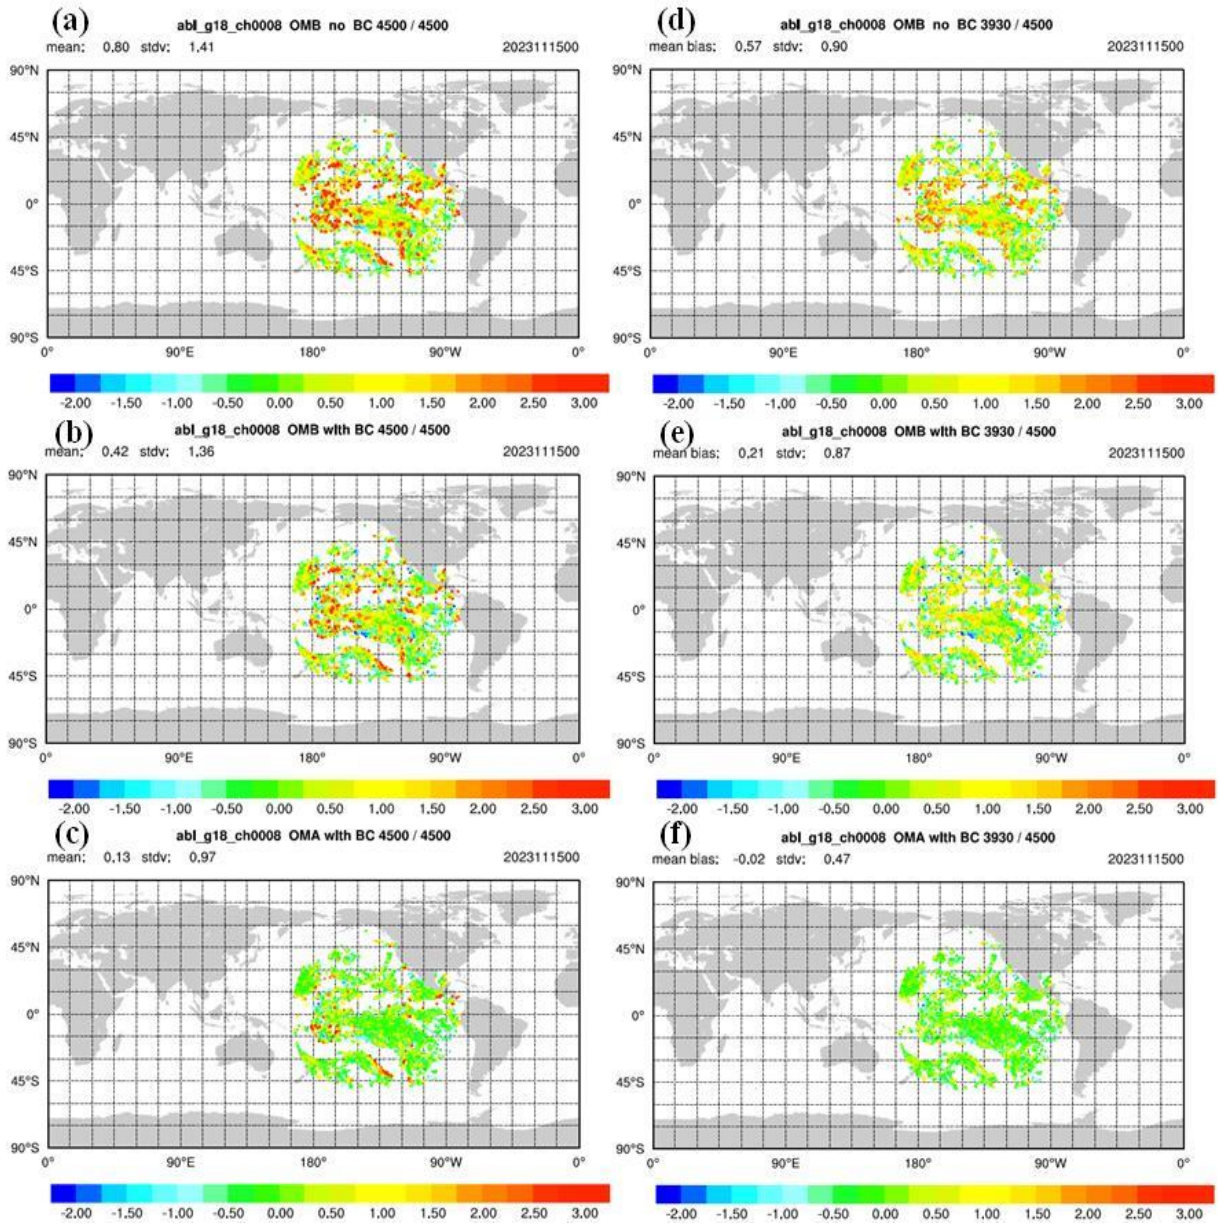 (a) abI_g18_ch0008 OMB no BC 4500 / 4500
mean: 0.80 stdv: 1.41 2023111500
90°N
45°N
0°
45°S
90°S
0° 90°E 180° 90°W 0°
-2.00 -1.50 -1.00 -0.50 0.00 0.50 1.00 1.50 2.00 2.50 3.00
(d) abI_g18_ch0008 OMB no BC 3930 / 4500
mean bias: 0.57 stdv: 0.90 2023111500
90°N
45°N
0°
45°S
90°S
0° 90°E 180° 90°W 0°
-2.00 -1.50 -1.00 -0.50 0.00 0.50 1.00 1.50 2.00 2.50 3.00
(b) abI_g18_ch0008 OMB wIth BC 4500 / 4500
mean: 0.42 stdv: 1.36 2023111500
90°N
45°N
0°
45°S
90°S
0° 90°E 180° 90°W 0°
-2.00 -1.50 -1.00 -0.50 0.00 0.50 1.00 1.50 2.00 2.50 3.00
(e) abI_g18_ch0008 OMB wIth BC 3930 / 4500
mean bias: 0.21 stdv: 0.87 2023111500
90°N
45°N
0°
45°S
90°S
0° 90°E 180° 90°W 0°
-2.00 -1.50 -1.00 -0.50 0.00 0.50 1.00 1.50 2.00 2.50 3.00
(c) abI_g18_ch0008 OMA wIth BC 4500 / 4500
mean: 0.13 stdv: 0.97 2023111500
90°N
45°N
0°
45°S
90°S
0° 90°E 180° 90°W 0°
-2.00 -1.50 -1.00 -0.50 0.00 0.50 1.00 1.50 2.00 2.50 3.00
(f) abI_g18_ch0008 OMA wIth BC 3930 / 4500
mean bias: -0.02 stdv: 0.47 2023111500
90°N
45°N
0°
45°S
90°S
0° 90°E 180° 90°W 0°
-2.00 -1.50 -1.00 -0.50 0.00 0.50 1.00 1.50 2.00 2.50 3.00